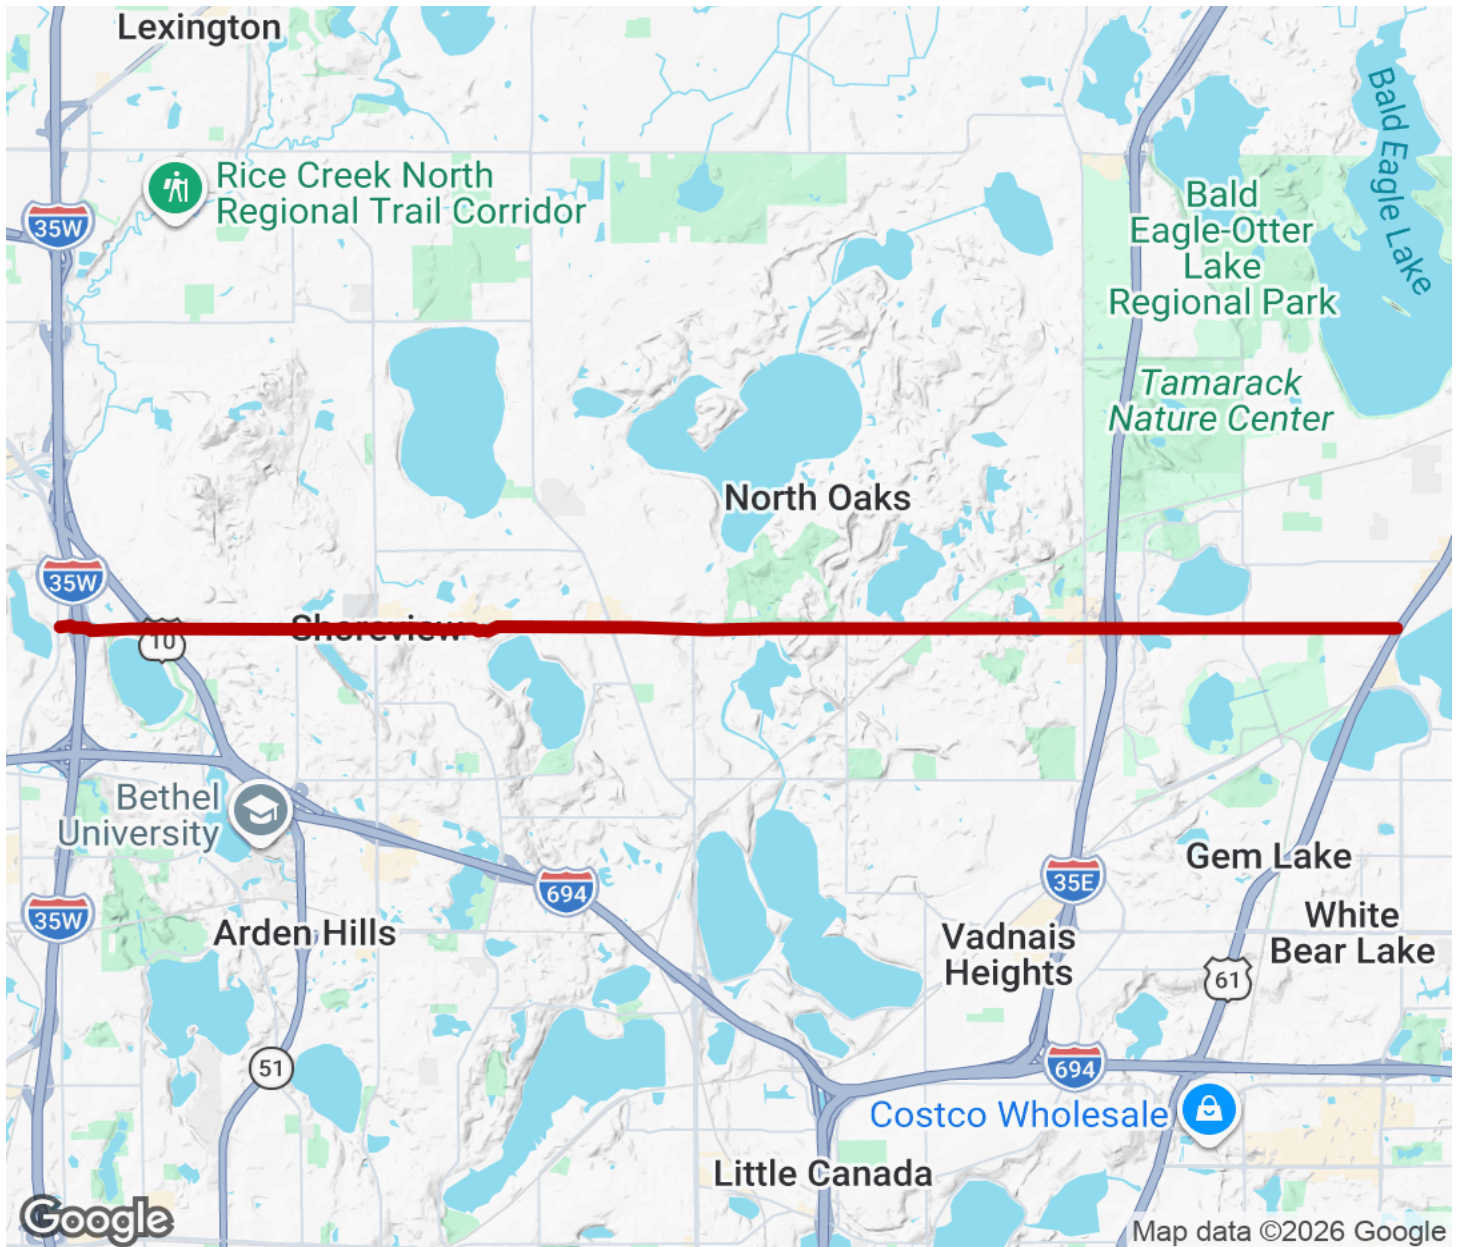 Lexington
Rice Creek North
Regional Trail Corridor
35W
Bald Eagle Lake
Bald
Eagle-Otter
Lake
Regional Park
Tamarack
Nature Center
North Oaks
35W
Shoreview
10
Bethel
University
694
35E
Gem Lake
35W
Arden Hills
Vadnais
Heights
White
Bear Lake
61
51
694
Costco Wholesale
Little Canada
Google
Map data ©2026 Google